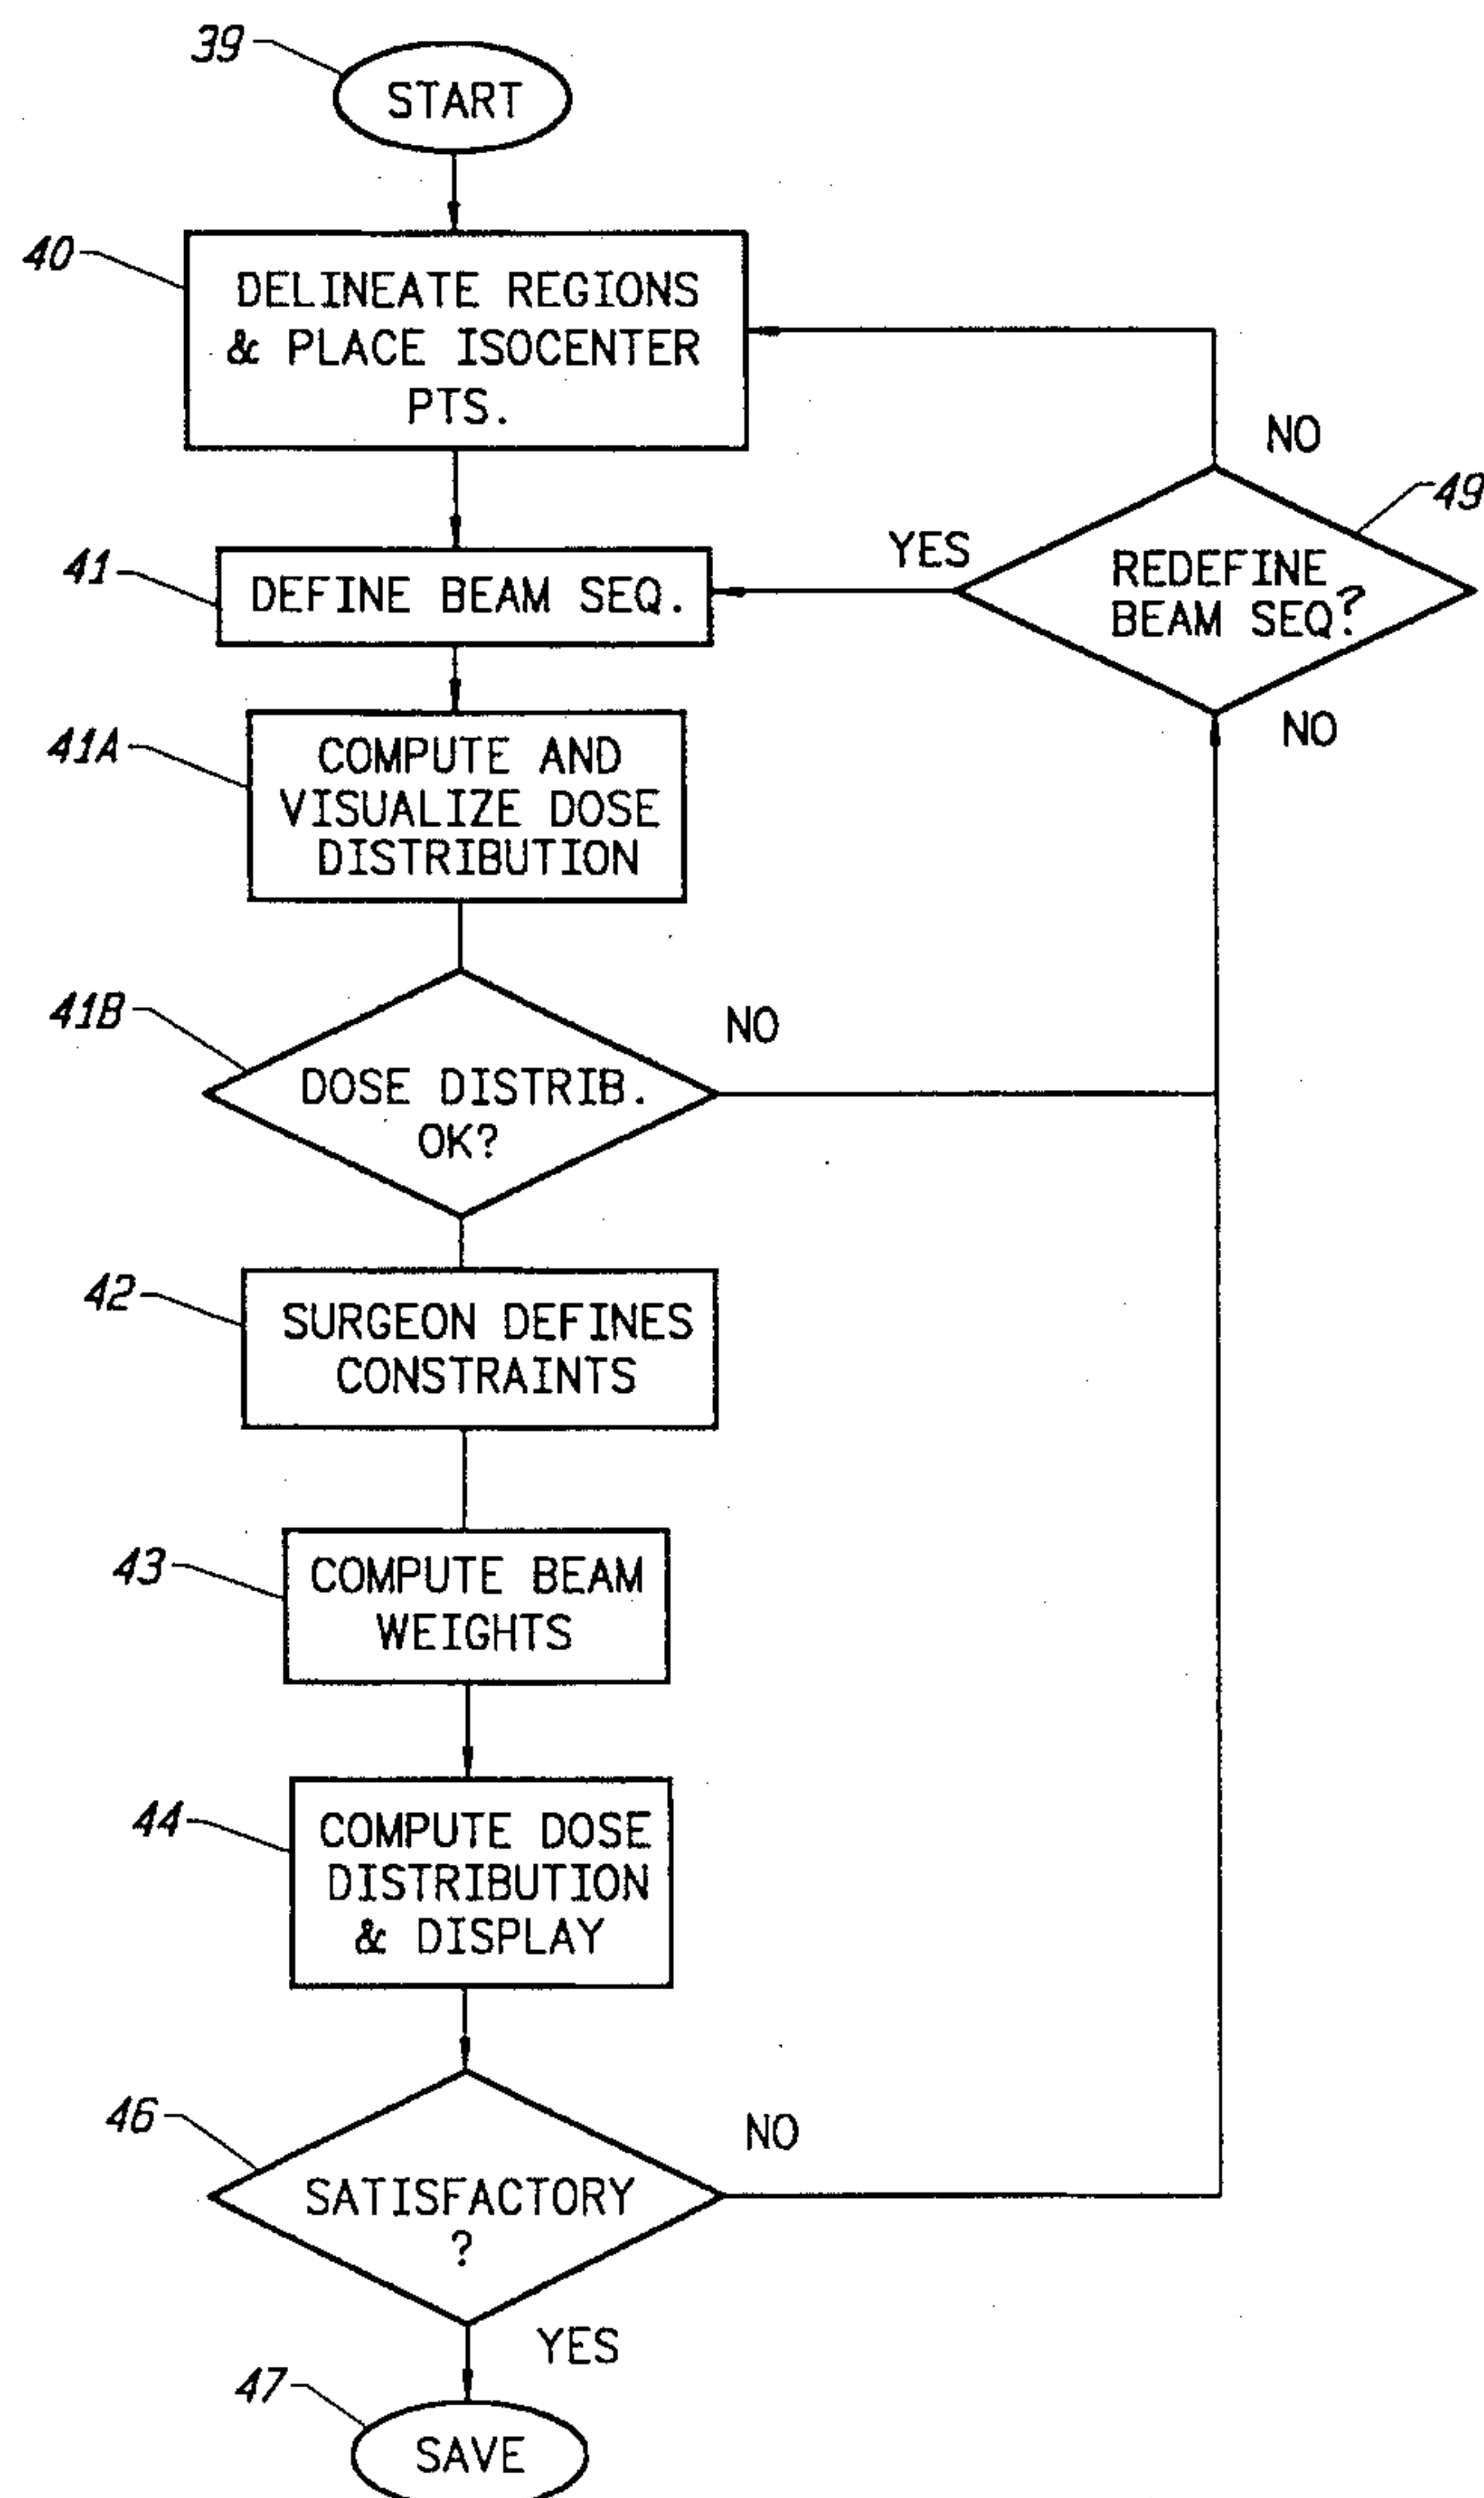 39
START
40
DELINEATE REGIONS
& PLACE ISOCENTER
PTS.
NO
49
41
DEFINE BEAM SEQ.
YES
REDEFINE
BEAM SEQ?
NO
41A
COMPUTE AND
VISUALIZE DOSE
DISTRIBUTION
41B
DOSE DISTRIB.
OK?
NO
42
SURGEON DEFINES
CONSTRAINTS
43
COMPUTE BEAM
WEIGHTS
44
COMPUTE DOSE
DISTRIBUTION
& DISPLAY
46
SATISFACTORY
?
NO
YES
47
SAVE